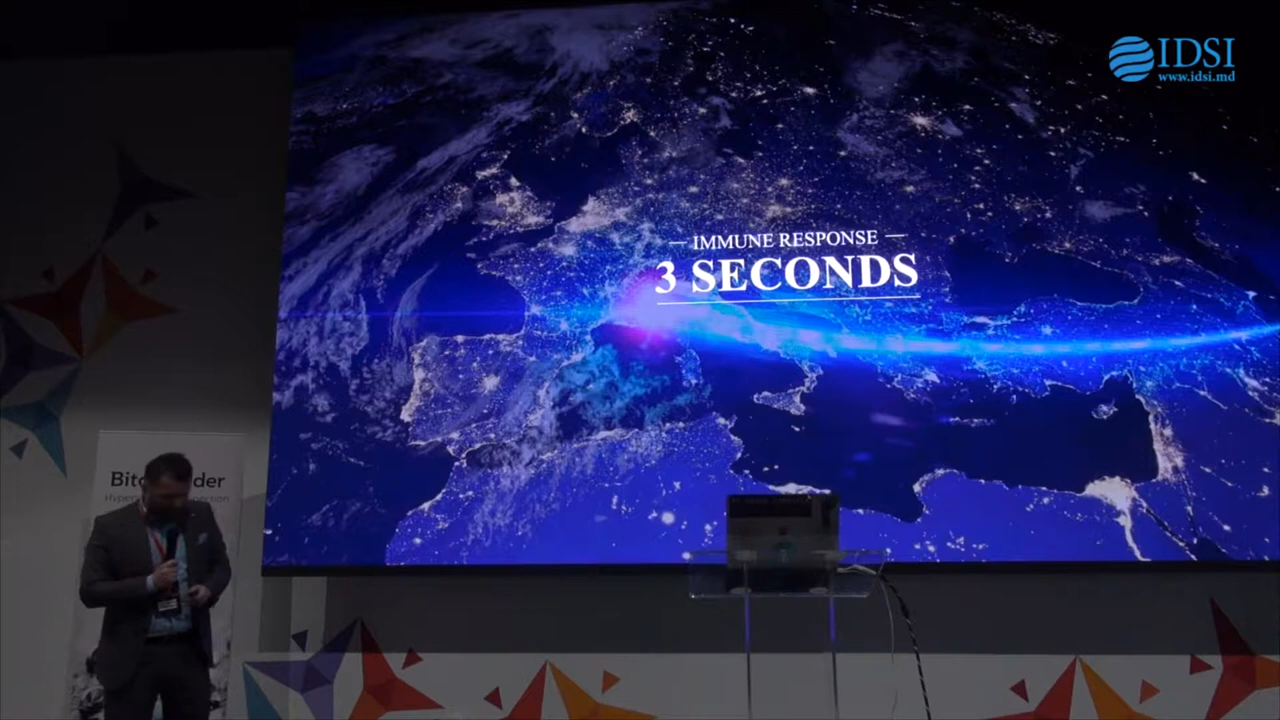 IDSI
www.idsi.md
— IMMUNE RESPONSE —
3 SECONDS